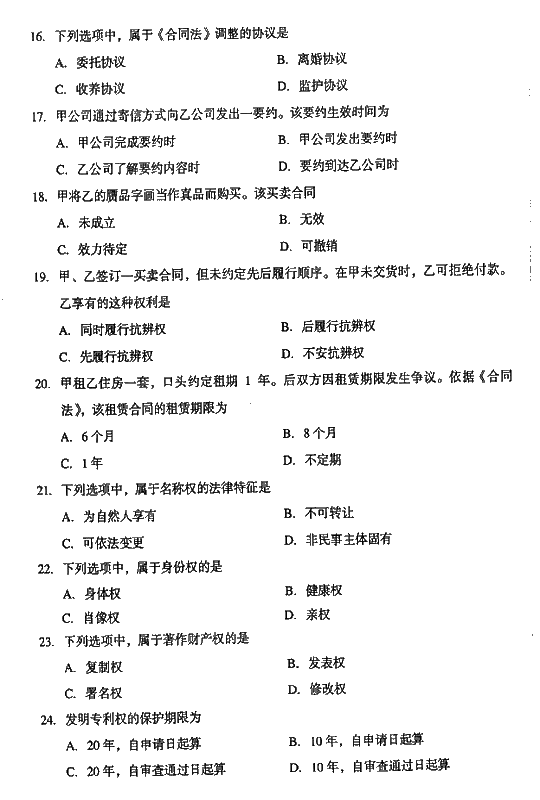 16. 下列选项中，属于《合同法》调整的协议是
A. 委托协议 B. 离婚协议
C. 收养协议 D. 监护协议
17. 甲公司通过寄信方式向乙公司发出一要约。该要约生效时间为
A. 甲公司完成要约时 B. 甲公司发出要约时
C. 乙公司了解要约内容时 D. 要约到达乙公司时
18. 甲将乙的赝品字画当作真品而购买。该买卖合同
A. 未成立 B. 无效
C. 效力待定 D. 可撤销
19. 甲、乙签订一买卖合同，但未约定先后履行顺序。在甲未交货时，乙可拒绝付款。
乙享有的这种权利是
A. 同时履行抗辨权 B. 后履行抗辨权
C. 先履行抗辨权 D. 不安抗辨权
20. 甲租乙住房一套，口头约定租期 1 年。后双方因租赁期限发生争议。依据《合同
法》，该租赁合同的租赁期限为
A. 6个月 B. 8个月
C. 1年 D. 不定期
21. 下列选项中，属于名称权的法律特征是
A. 为自然人享有 B. 不可转让
C. 可依法变更 D. 非民事主体固有
22. 下列选项中，属于身份权的是
A. 身体权 B. 健康权
C. 肖像权 D. 亲权
23. 下列选项中，属于著作财产权的是
A. 复制权 B. 发表权
C. 署名权 D. 修改权
24. 发明专利权的保护期限为
A. 20年，自申请日起算 B. 10年，自申请日起算
C. 20年，自审查通过日起算 D. 10年，自审查通过日起算